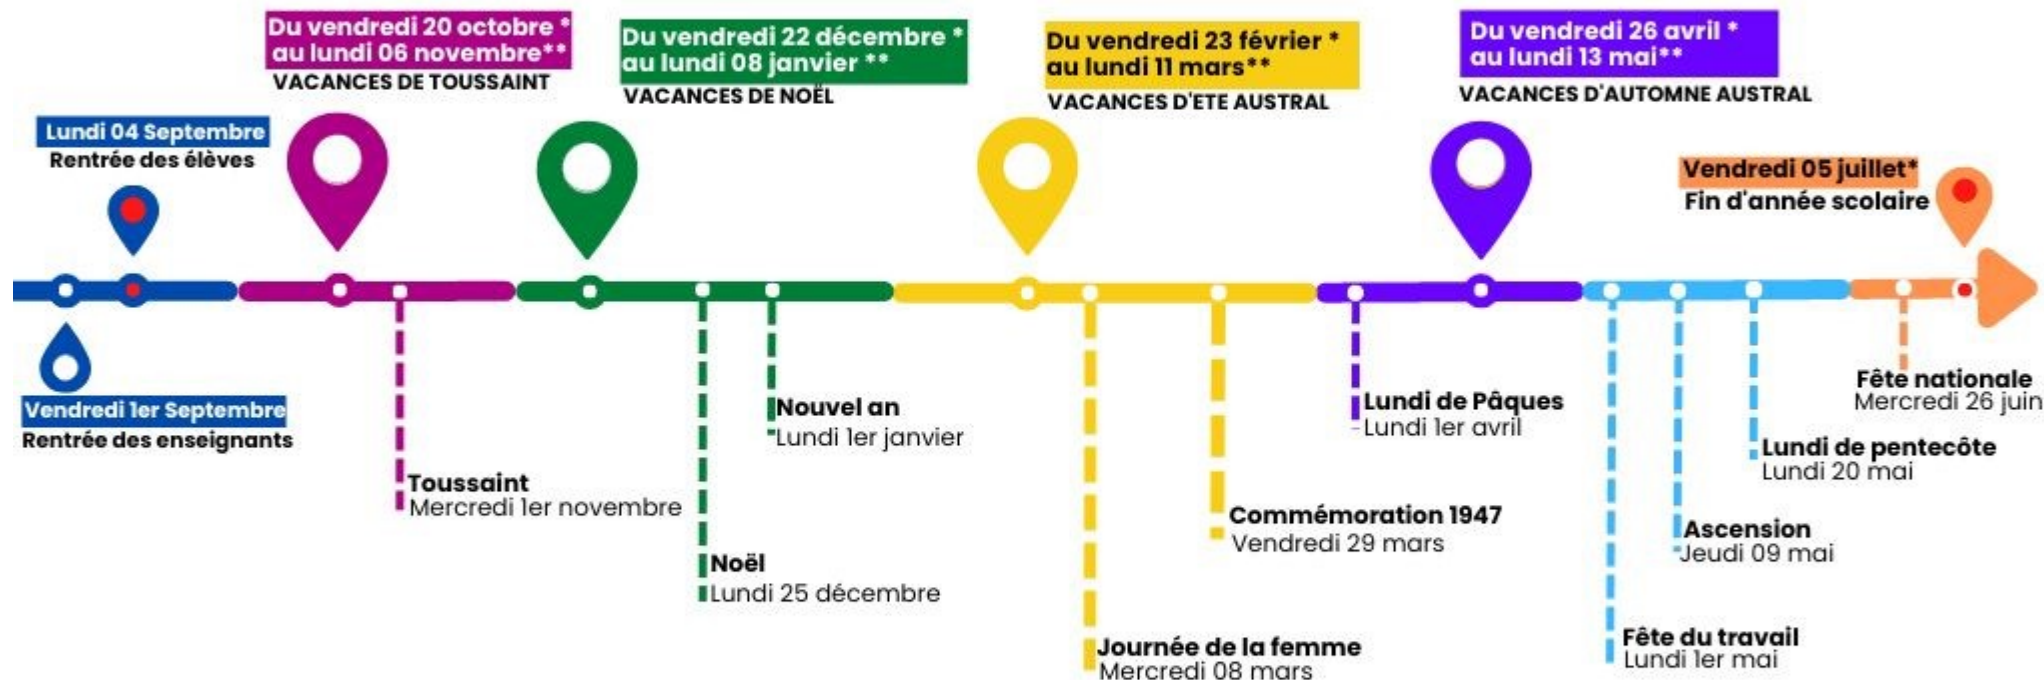 Lundi 04 Septembre
Rentrée des élèves
Vendredi 1er Septembre
Rentrée des enseignants
Du vendredi 20 octobre *
au lundi 06 novembre**
VACANCES DE TOUSSAINT
Toussaint
Mercredi 1er novembre
Du vendredi 22 décembre *
au lundi 08 janvier **
VACANCES DE NOËL
Noël
Lundi 25 décembre
Nouvel an
Lundi 1er janvier
Du vendredi 23 février *
au lundi 11 mars**
VACANCES D'ETE AUSTRAL
Journée de la femme
Mercredi 08 mars
Commémoration 1947
Vendredi 29 mars
Du vendredi 26 avril *
au lundi 13 mai**
VACANCES D'AUTOMNE AUSTRAL
Lundi de Pâques
Lundi 1er avril
Fête du travail
Lundi 1er mai
Ascension
Jeudi 09 mai
Lundi de pentecôte
Lundi 20 mai
Vendredi 05 juillet*
Fin d'année scolaire
Fête nationale
Mercredi 26 juin